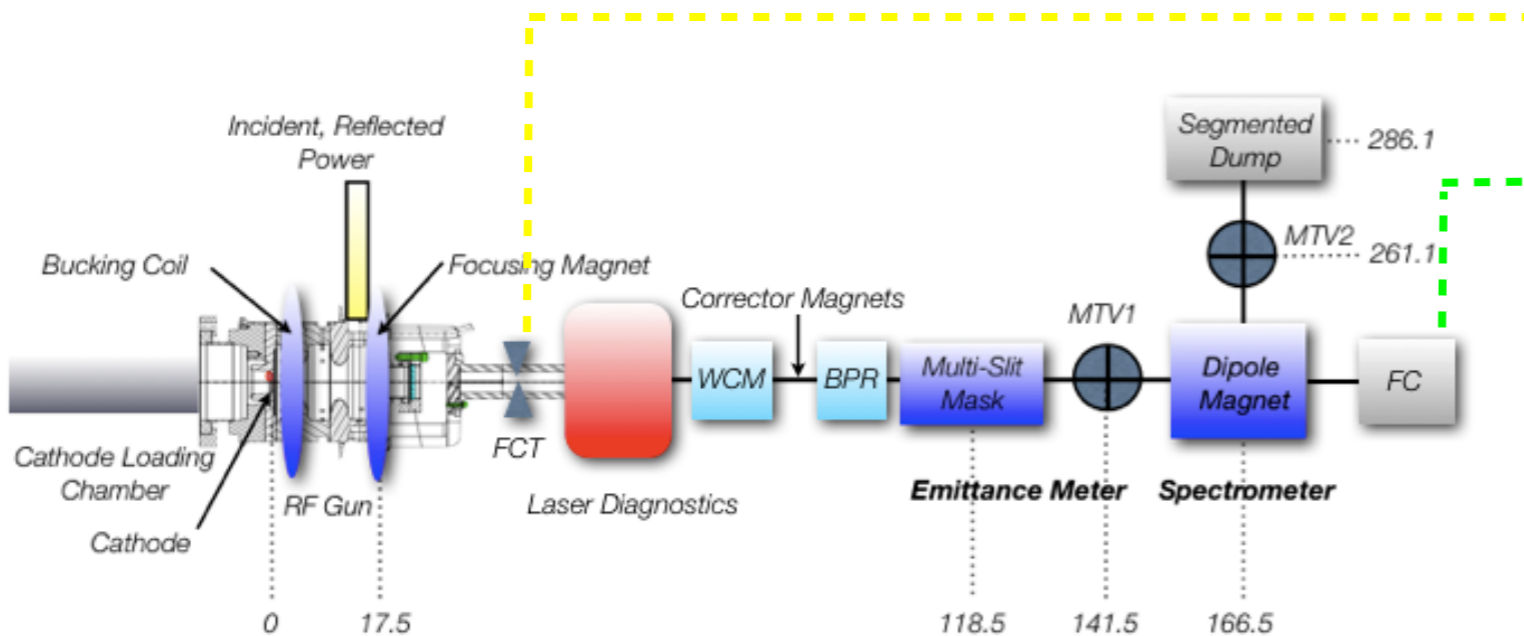 Incident, Reflected
Power
Segmented
Dump
286.1
MTV2
261.1
Bucking Coil
Focusing Magnet
Corrector Magnets
MTV1
WCM
BPR
Multi-Slit
Mask
Dipole
Magnet
FC
FCT
Cathode Loading
Chamber
RF Gun
Laser Diagnostics
Emittance Meter
Spectrometer
Cathode
0
17.5
118.5
141.5
166.5